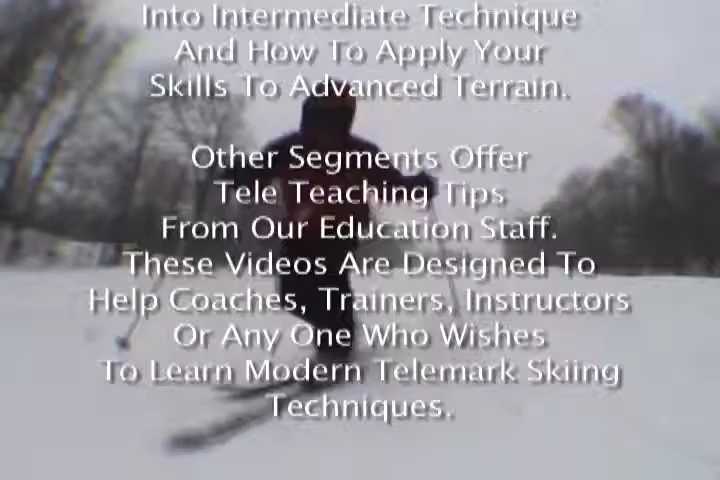 Into Intermediate Technique
And How To Apply Your
Skills To Advanced Terrain.
Other Segments Offer
Tele Teaching Tips
From Our Education Staff.
These Videos Are Designed To
Help Coaches, Trainers, Instructors
Or Any One Who Wishes
To Learn Modern Telemark Skiing
Techniques.